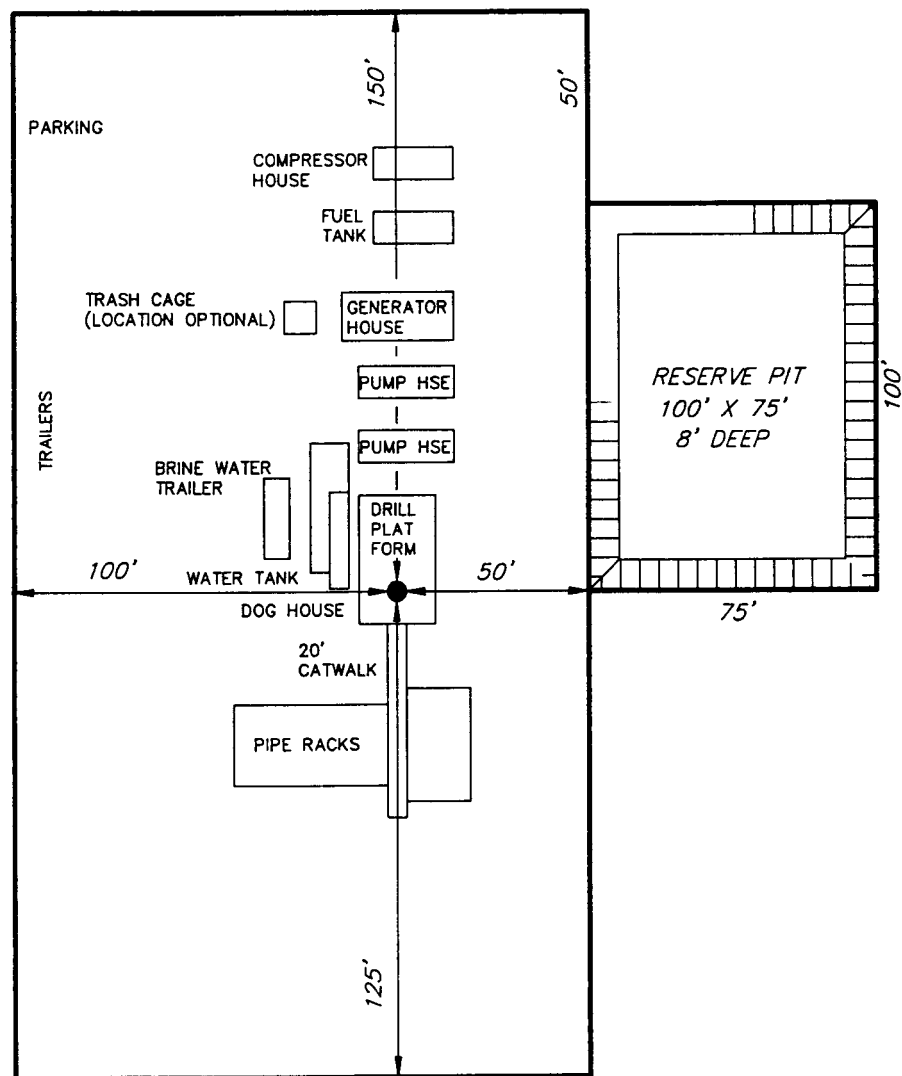 150'
50'
PARKING
COMPRESSOR
HOUSE
FUEL
TANK
TRASH CAGE
(LOCATION OPTIONAL)
GENERATOR
HOUSE
PUMP HSE
RESERVE PIT
100' X 75'
8' DEEP
100'
TRAILERS
PUMP HSE
BRINE WATER
TRAILER
DRILL
PLAT
FORM
100'
WATER TANK
50'
75'
DOG HOUSE
20'
CATWALK
PIPE RACKS
125'